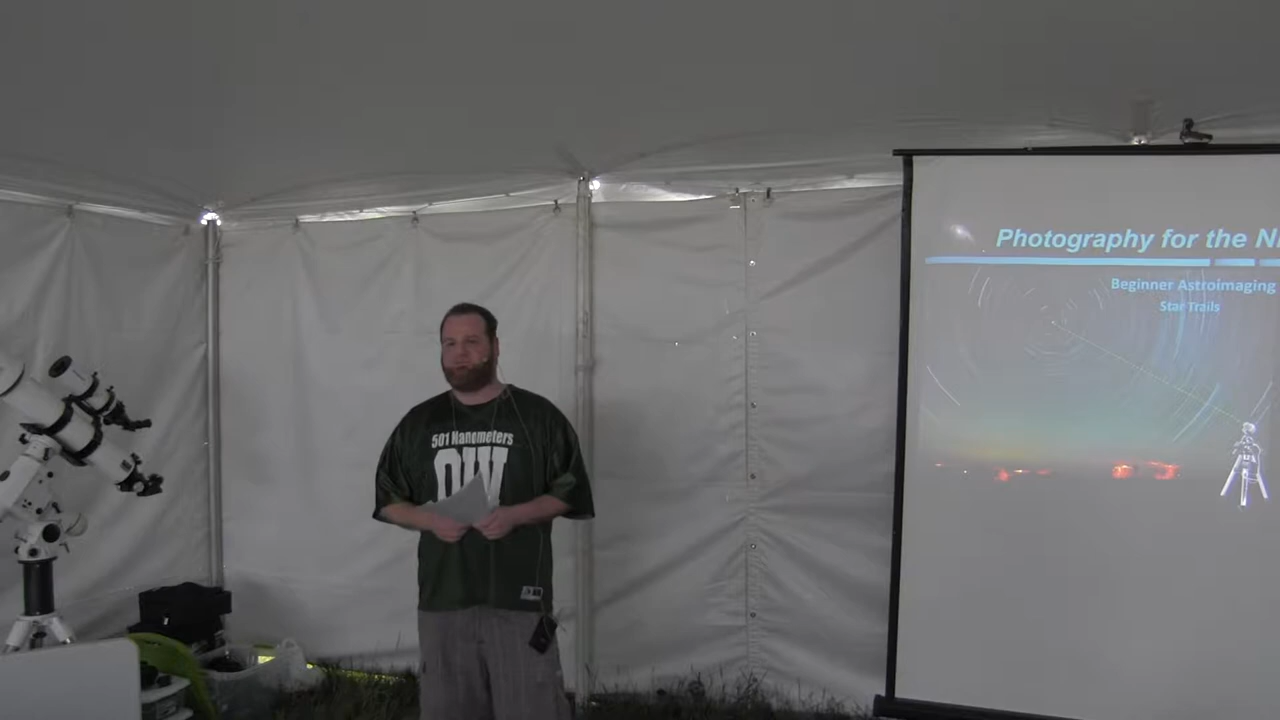 501 Nanometers
OW
Photography for the Ni
Beginner Astroimaging
Star Trails